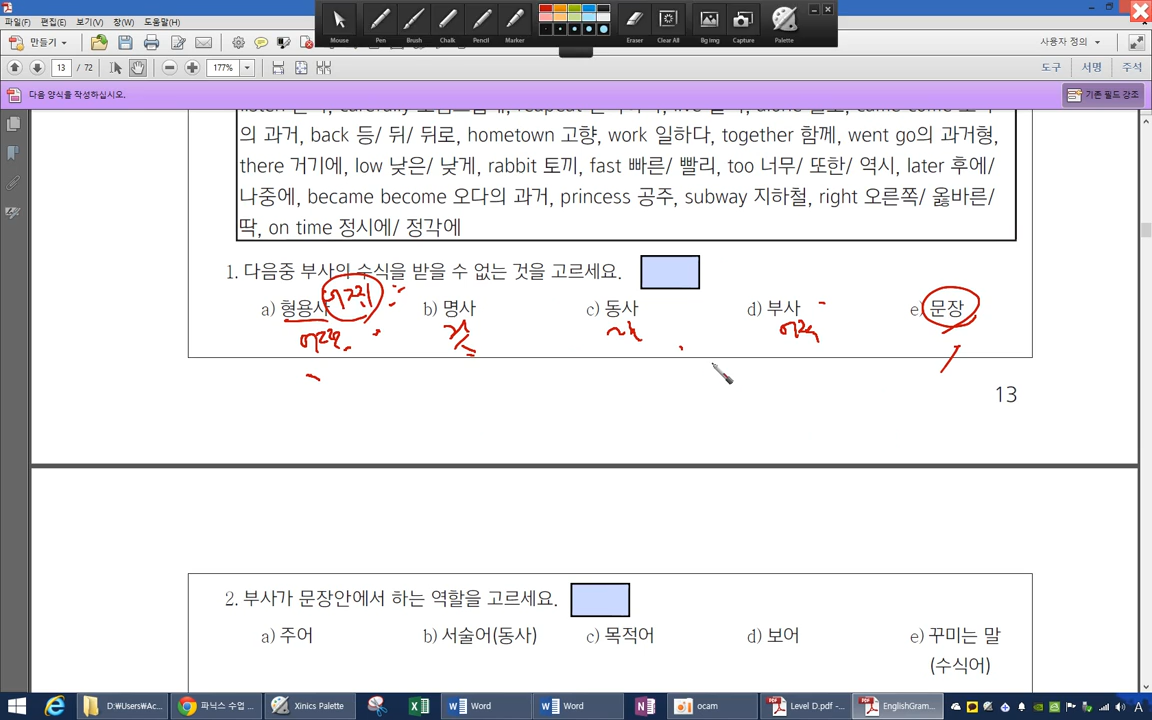 파일(F) 편집(E) 보기(V) 창(W) 도움말(H)
Mouse Pen Brush Chalk Pencil Marker Eraser Clear All Bg img Capture Palette
만들기 사용자 정의
13 / 72 177% 도구 서명 주석
다음 양식을 작성하십시오. 기존 필드 강조
의 과거, back 등/ 뒤/ 뒤로, hometown 고향, work 일하다, together 함께, went go의 과거형,
there 거기에, low 낮은/ 낮게, rabbit 토끼, fast 빠른/ 빨리, too 너무/ 또한/ 역시, later 후에/
나중에, became become 오다의 과거, princess 공주, subway 지하철, right 오른쪽/ 옳바른/
딱, on time 정시에/ 정각에
1. 다음중 부사의 수식을 받을 수 없는 것을 고르세요.
a) 형용사 b) 명사 c) 동사 d) 부사 e) 문장
13
2. 부사가 문장안에서 하는 역할을 고르세요.
a) 주어 b) 서술어(동사) c) 목적어 d) 보어 e) 꾸미는 말
(수식어)
D:\Users\Ac... 파닉스 수업 ... Xinics Palette Word Word ocam Level D.pdf -... EnglishGram... A